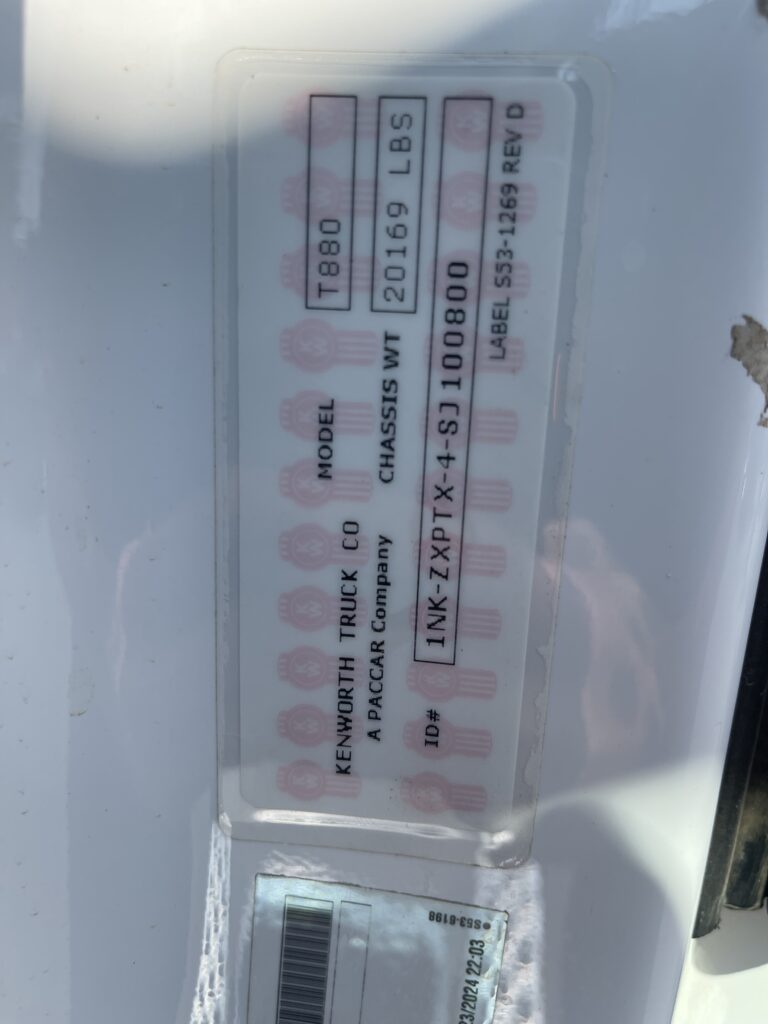 KENWORTH TRUCK CO MODEL T880
A PACCAR Company CHASSIS WT 20169 LBS
ID# 1NK-ZXPTX-4-SJ100800
LABEL S53-1269 REV D
S53-6198
23/2024 22:03